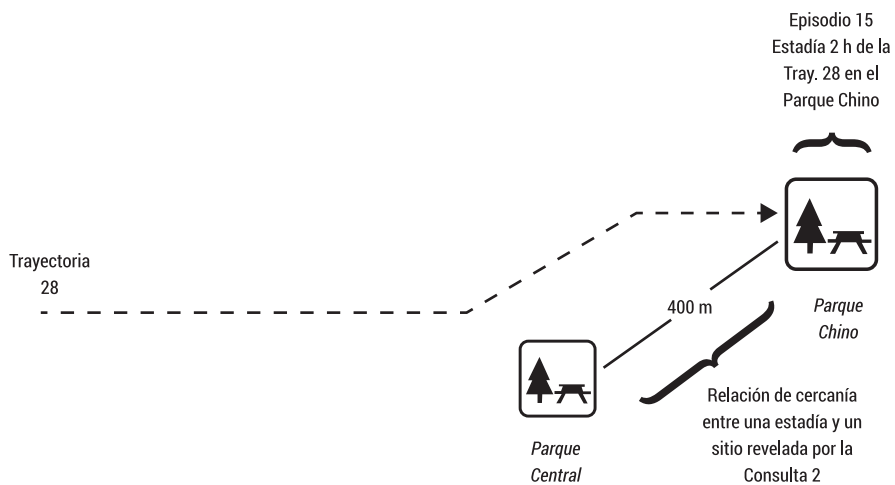 Episodio 15
Estadía 2 h de la
Tray. 28 en el
Parque Chino
Trayectoria
28
400 m
Parque
Chino
Relación de cercanía
entre una estadía y un
sitio revelada por la
Consulta 2
Parque
Central